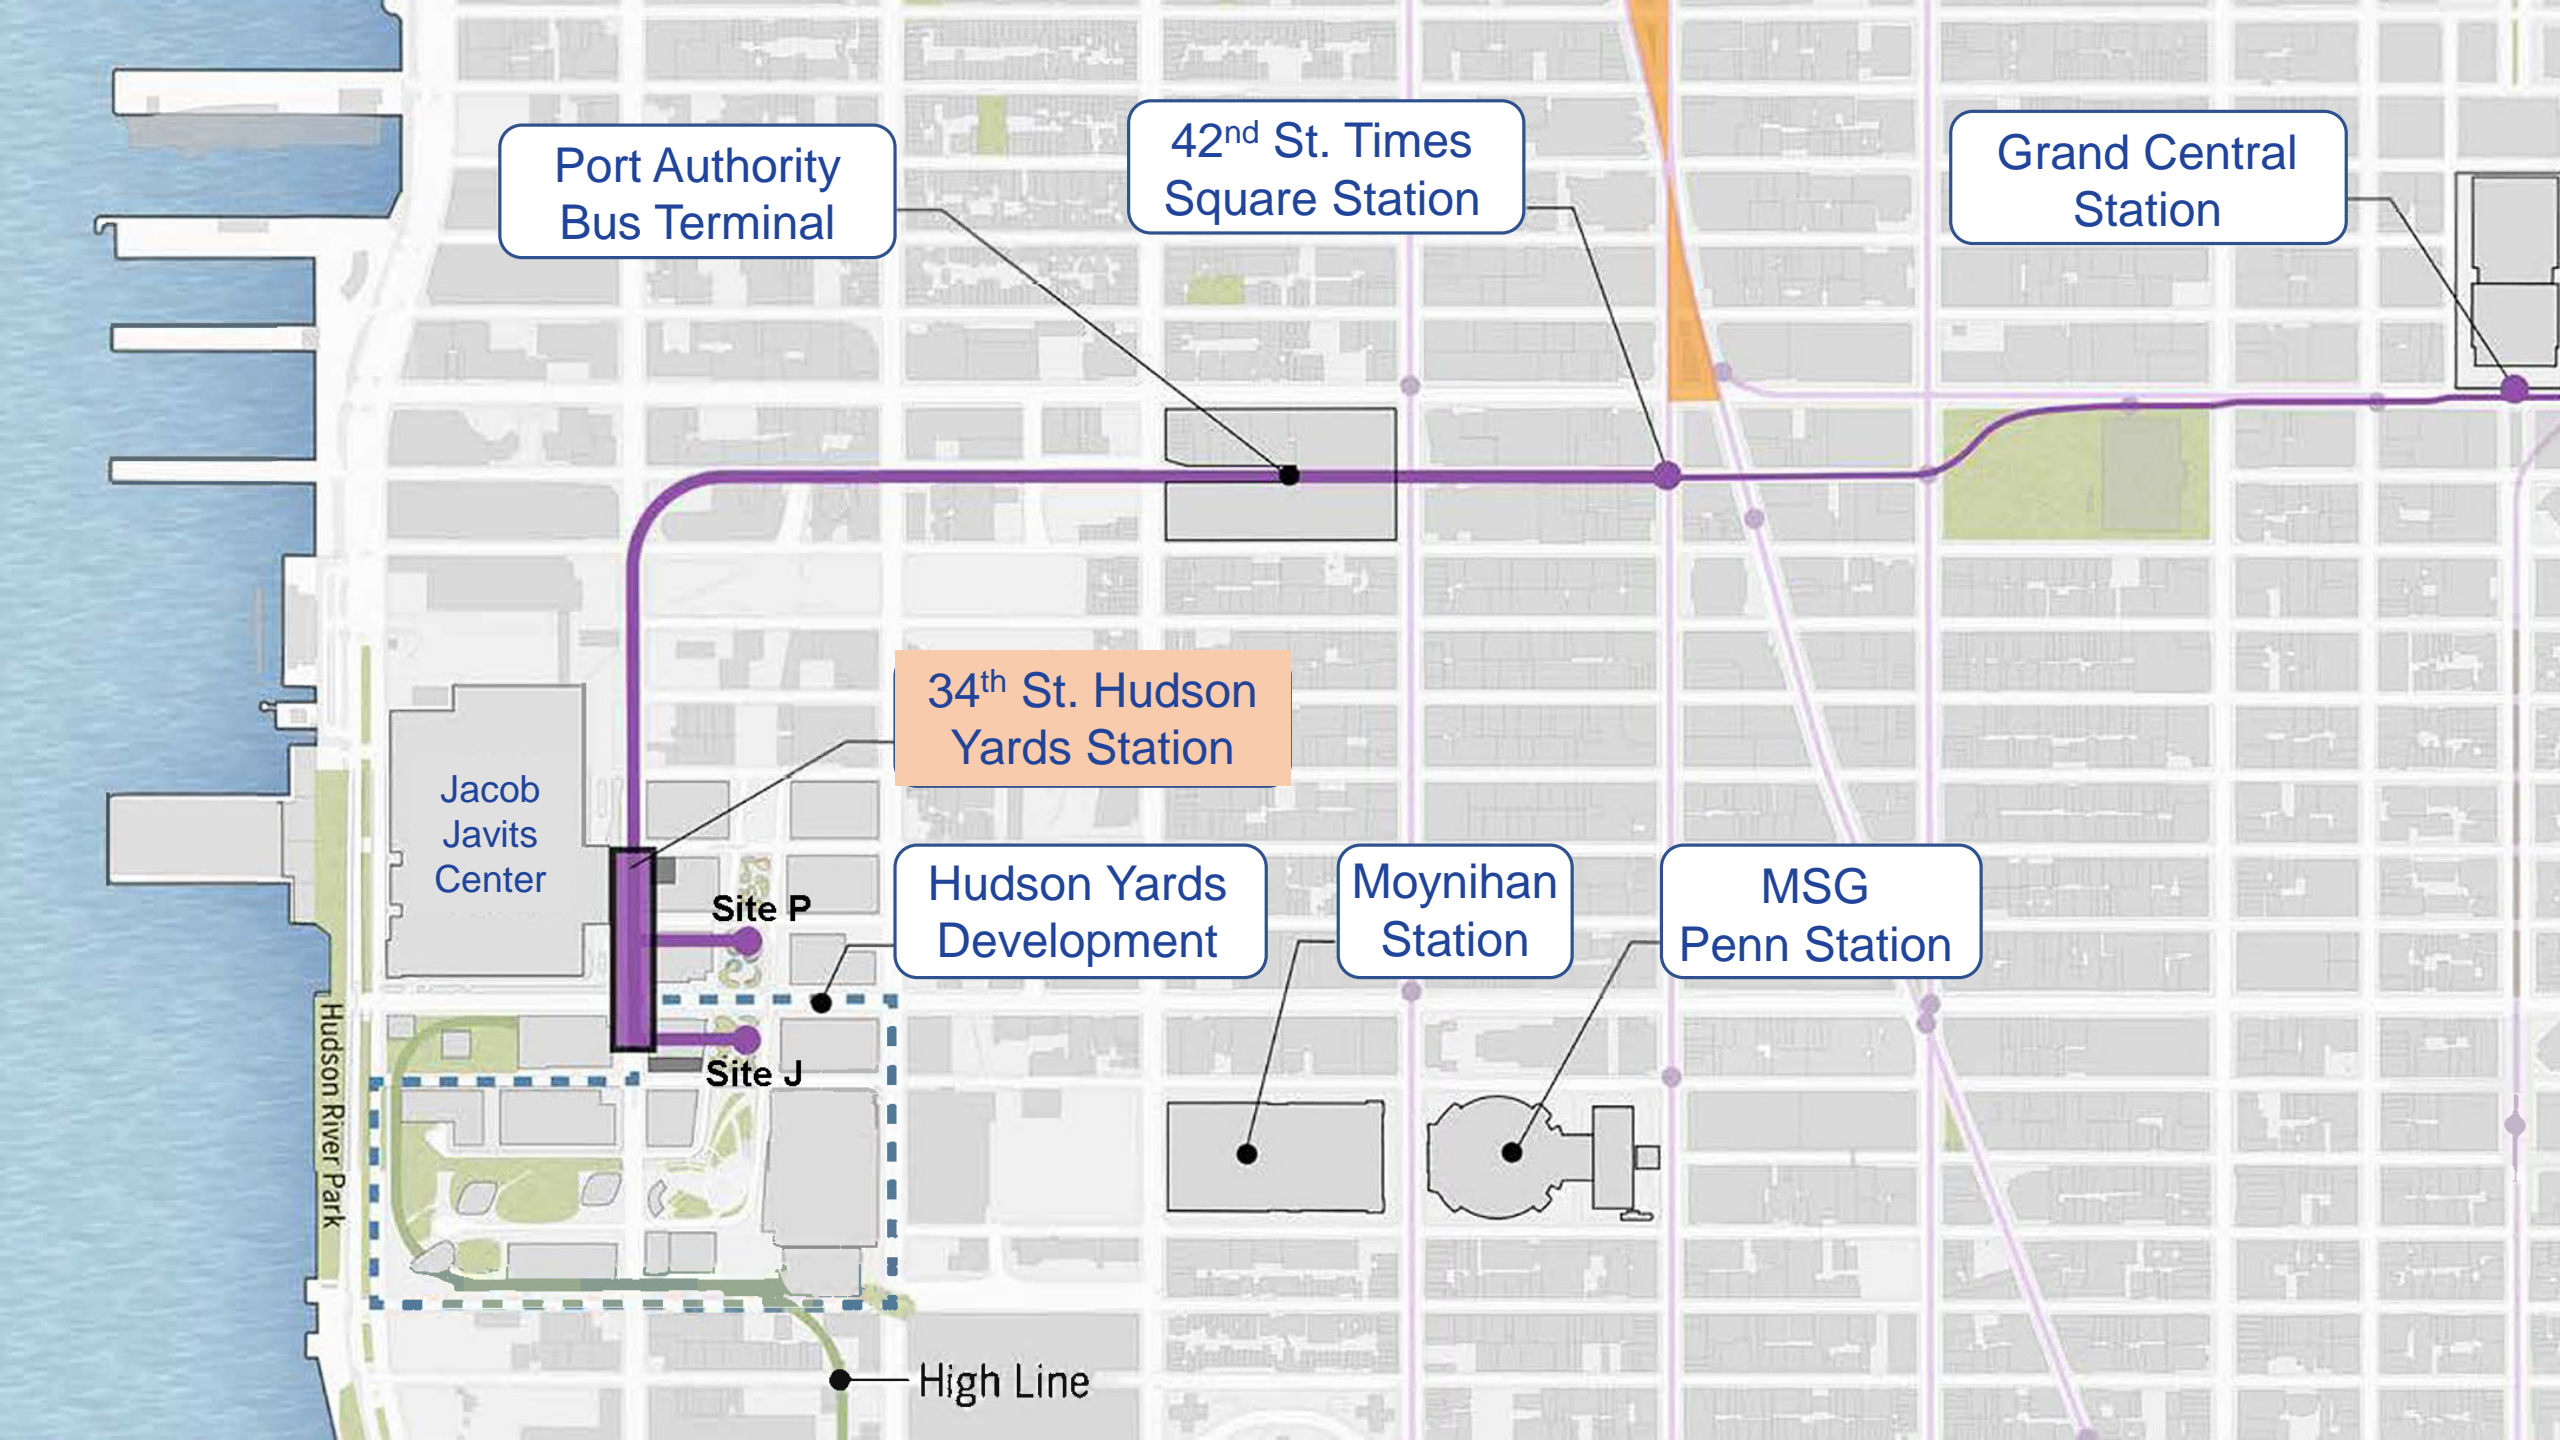 Port Authority
Bus Terminal
42nd St. Times
Square Station
Grand Central
Station
34th St. Hudson
Yards Station
Jacob
Javits
Center
Site P
Hudson Yards
Development
Moynihan
Station
MSG
Penn Station
Site J
Hudson River Park
High Line